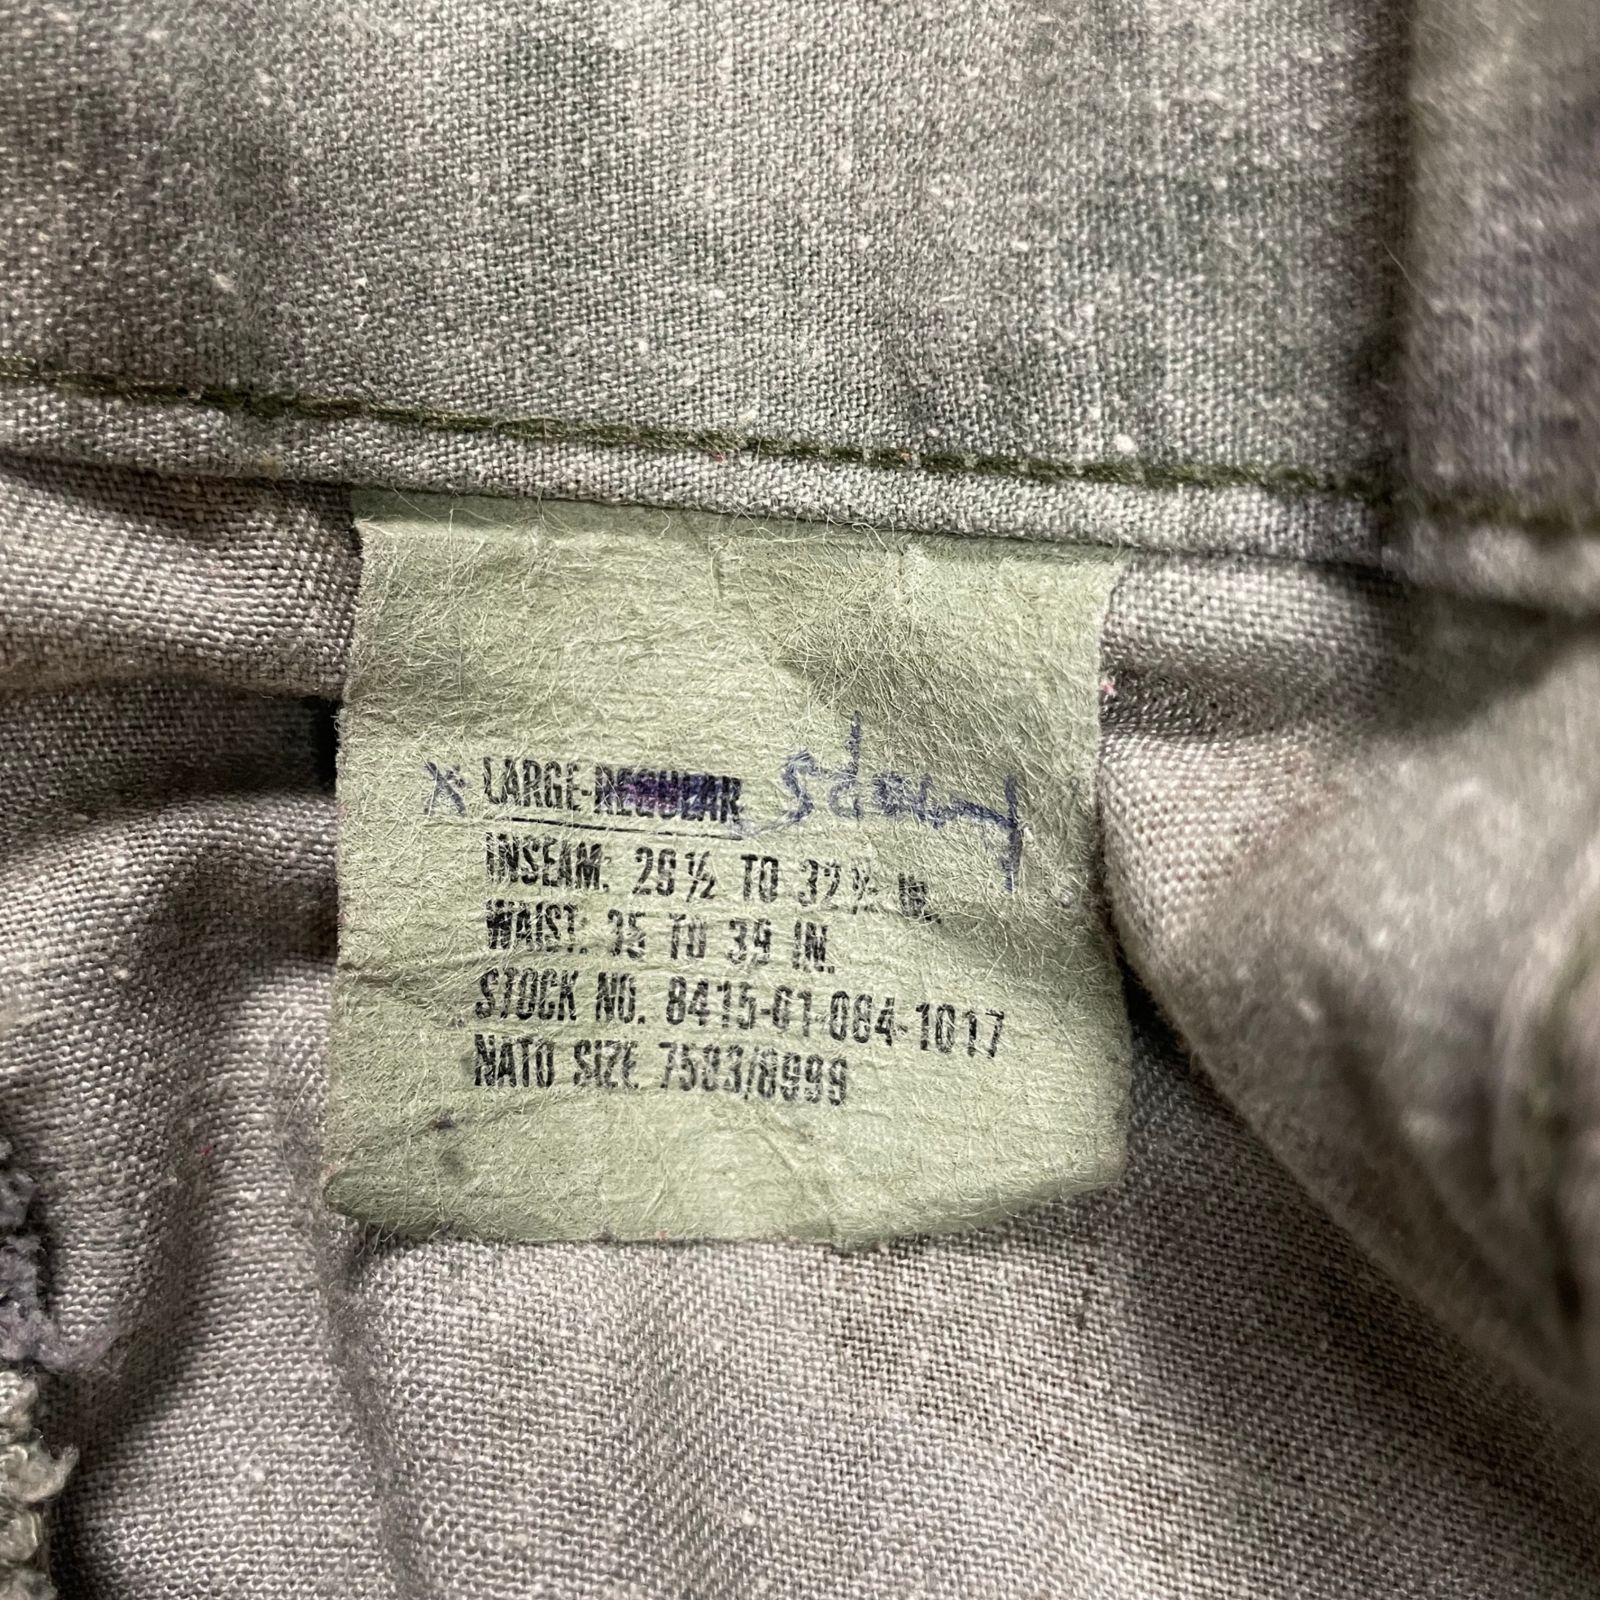 X LARGE-REGULAR
INSEAM: 29½ TO 32½ IN.
WAIST: 35 TO 39 IN.
STOCK NO. 8415-01-084-1017
NATO SIZE 7583/8999